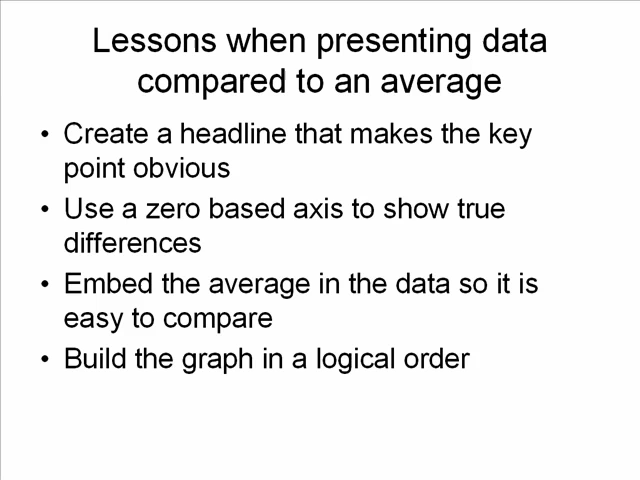 Lessons when presenting data
compared to an average
• Create a headline that makes the key
point obvious
• Use a zero based axis to show true
differences
• Embed the average in the data so it is
easy to compare
• Build the graph in a logical order